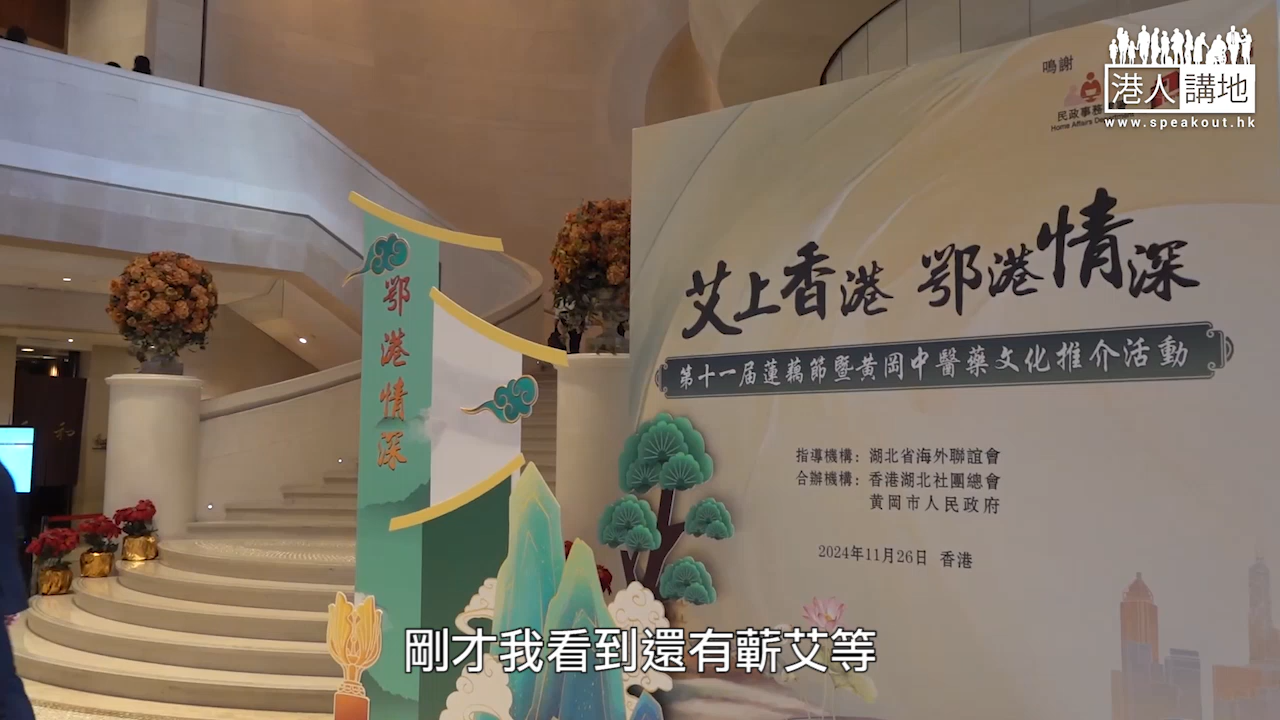 港人講地
www.speakout.hk
鳴謝
民政事務
Home Affairs
艾上香港 鄂港情深
第十一届蓮藕節暨黄岡中醫藥文化推介活動
指導機構：湖北省海外聯誼會
合辦機構：香港湖北社團總會
黄岡市人民政府
2024年11月26日 香港
鄂港情深
和
剛才我看到還有蘄艾等